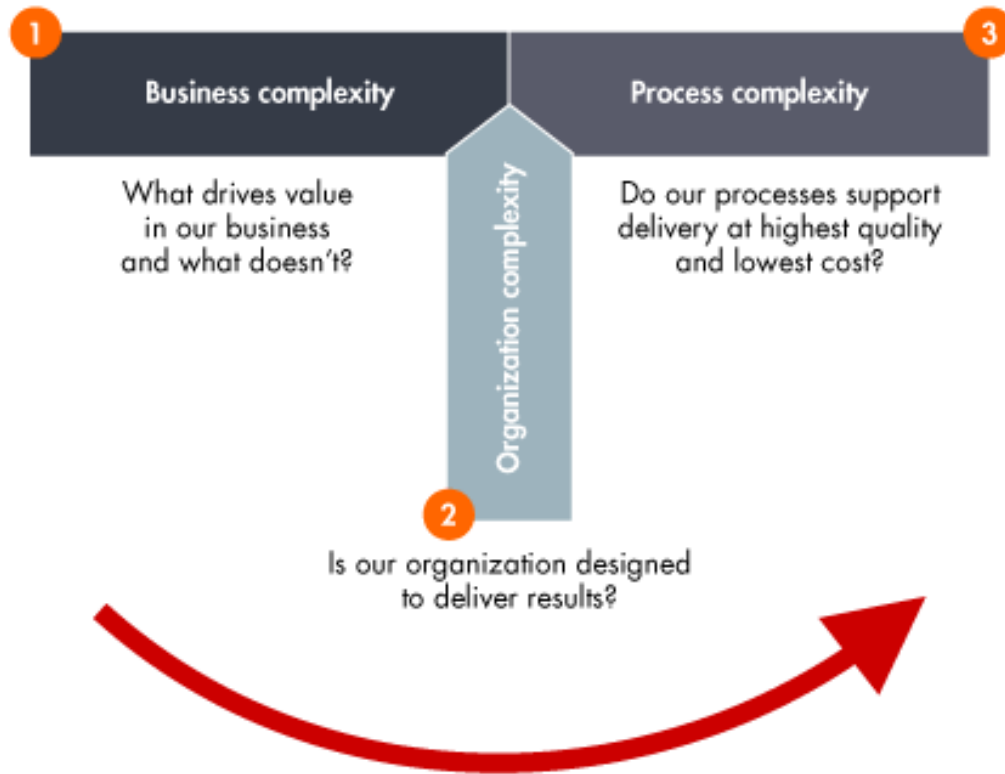 1
Business complexity
What drives value
in our business
and what doesn't?
2
Organization complexity
Is our organization designed
to deliver results?
3
Process complexity
Do our processes support
delivery at highest quality
and lowest cost?